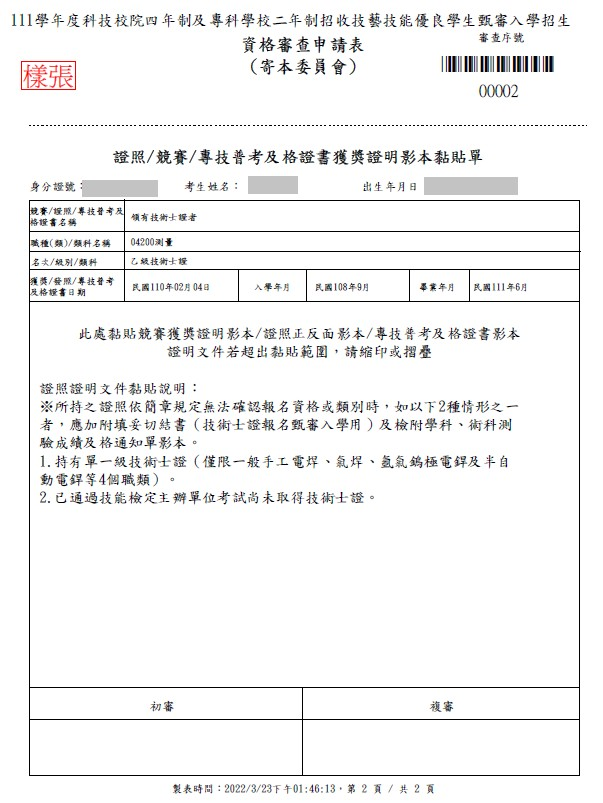 111學年度科技校院四年制及專科學校二年制招收技藝技能優良學生甄審入學招生
資格審查申請表
審查序號
(寄本委員會)
樣張
00002
證照/競賽/專技普考及格證書獲獎證明影本黏貼單
身分證號:
考生姓名:
出生年月日
競賽/證照/專技普考及
格證書名稱
領有技術士證者
職種(類)/類科名稱
04200測量
名次/級別/類科
乙級技術士證
獲獎/發照/專技普考
及格證書日期
民國110年02月04日
入學年月
民國108年9月
畢業年月
民國111年6月
此處黏貼競賽獲獎證明影本/證照正反面影本/專技普考及格證書影本
證明文件若超出黏貼範圍,請縮印或摺疊
證照證明文件黏貼說明:
※所持之證照依簡章規定無法確認報名資格或類別時,如以下2種情形之一
者,應加附填妥切結書(技術士證報名甄審入學用)及檢附學科、術科測
驗成績及格通知單影本。
1.持有單一級技術士證(僅限一般手工電焊、氣焊、氬氣鎢極電銲及半自
動電銲等4個職類)。
2.已通過技能檢定主辦單位考試尚未取得技術士證。
初審
複審
製表時間:2022/3/23下午01:46:13,第 2 頁 / 共 2 頁